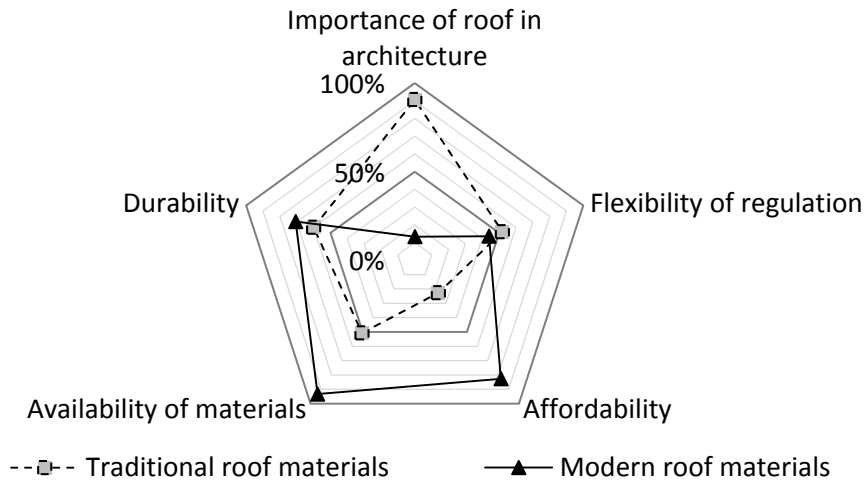 Importance of roof in
architecture
100%
50%
0%
Durability
Flexibility of regulation
Availability of materials
Affordability
Traditional roof materials
Modern roof materials